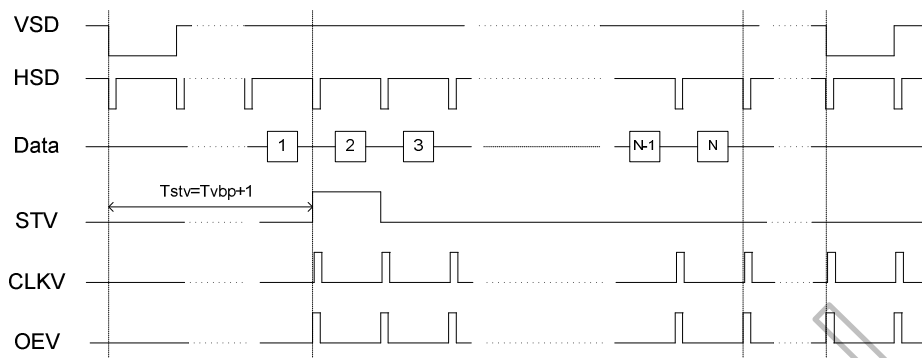 VSD
HSD
Data 1 2 3 N-1 N
Tstv=Tvbp+1
STV
CLKV
OEV